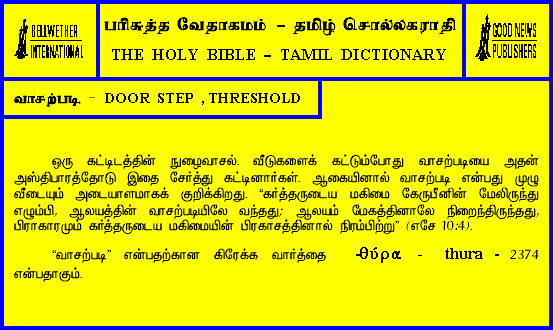 BELLWETHER
INTERNATIONAL
பரிசுத்த வேதாகமம் – தமிழ் சொல்லகராதி
THE HOLY BIBLE – TAMIL DICTIONARY
GOOD NEWS
PUBLISHERS
வாசற்படி – DOOR STEP , THRESHOLD
ஒரு கட்டிடத்தின் நுழைவாசல். வீடுகளைக் கட்டும்போது வாசற்படியை அதன்
அஸ்திபாரத்தோடு இதை சேர்த்து கட்டினார்கள். ஆகையினால் வாசற்படி என்பது முழு
வீடையும் அடையாளமாகக் குறிக்கிறது. “கர்த்தருடைய மகிமை கேருபீனின் மேலிருந்து
எழும்பி, ஆலயத்தின் வாசற்படியிலே வந்தது; ஆலயம் மேகத்தினாலே நிறைந்திருந்தது,
பிராகாரமும் கர்த்தருடைய மகிமையின் பிரகாசத்தினால் நிரம்பிற்று” (எசே 10:4).
“வாசற்படி” என்பதற்கான கிரேக்க வார்த்தை -θύρα - thura - 2374
என்பதாகும்.